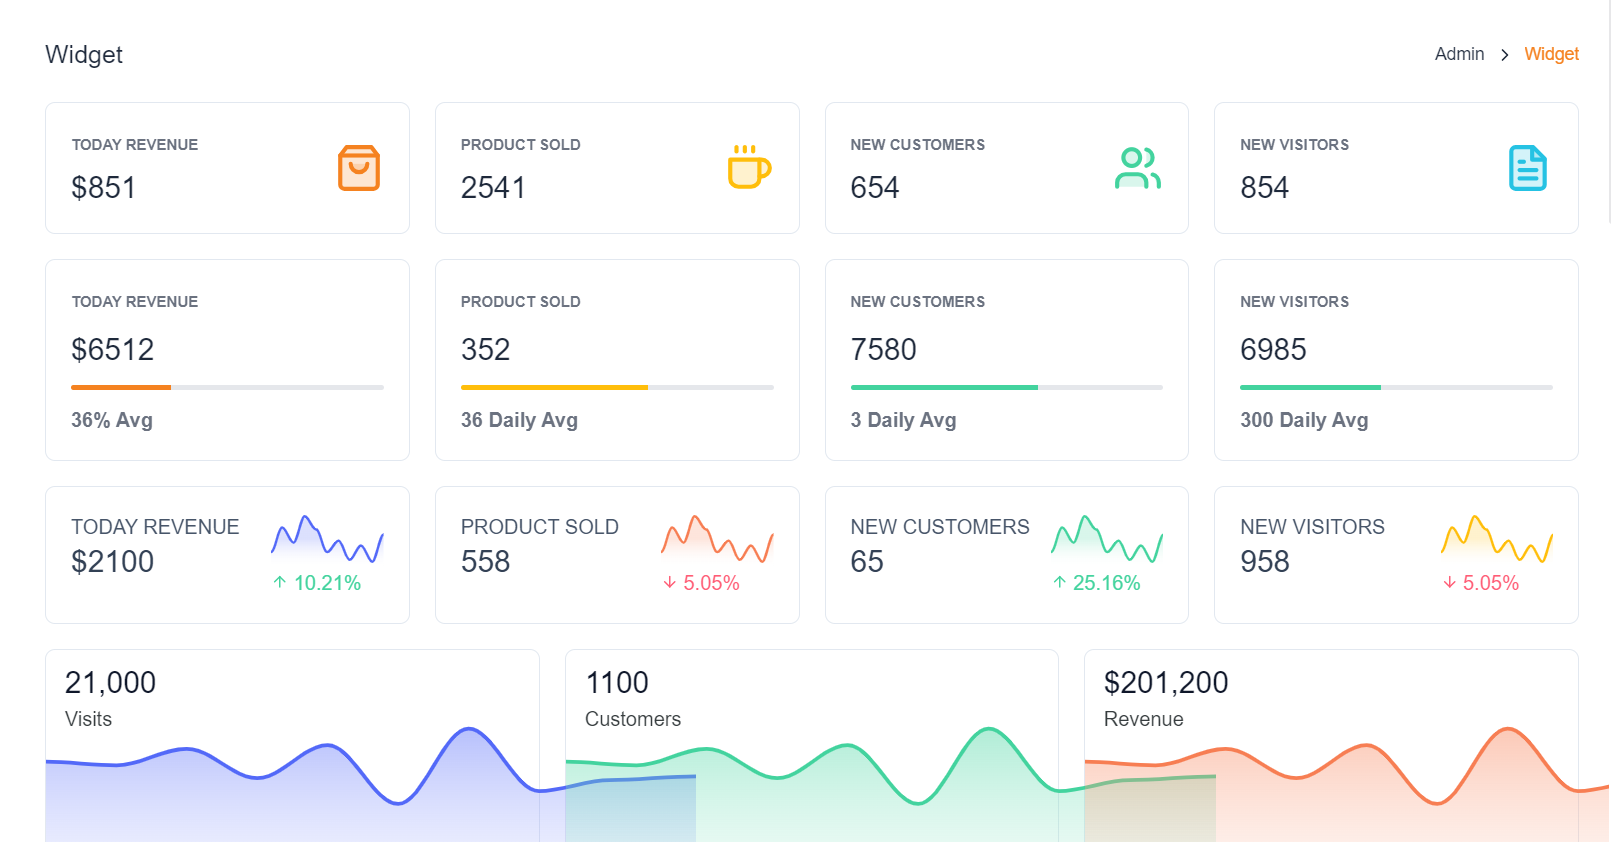 Widget
Admin > Widget
TODAY REVENUE
$851
PRODUCT SOLD
2541
NEW CUSTOMERS
654
NEW VISITORS
854
TODAY REVENUE
$6512
36% Avg
PRODUCT SOLD
352
36 Daily Avg
NEW CUSTOMERS
7580
3 Daily Avg
NEW VISITORS
6985
300 Daily Avg
TODAY REVENUE
$2100
↑ 10.21%
PRODUCT SOLD
558
↓ 5.05%
NEW CUSTOMERS
65
↑ 25.16%
NEW VISITORS
958
↓ 5.05%
21,000
Visits
1100
Customers
$201,200
Revenue